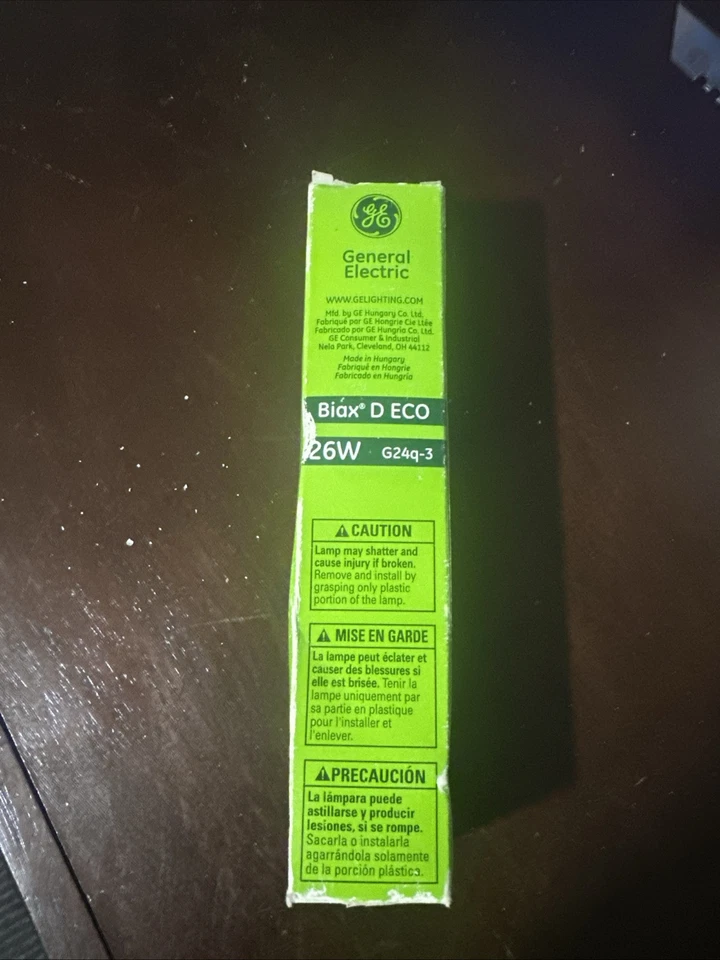 GE
General
Electric
WWW.GELIGHTING.COM
Mfd. by GE Hungary Co. Ltd.
Fabriqué par GE Hongrie Cie Ltée
Fabricado por GE Hungría Co. Ltd.
GE Consumer & Industrial
Nela Park, Cleveland, OH 44112
Made in Hungary
Fabriqué en Hongrie
Fabricado en Hungría
Biax® D ECO
26W G24q-3
⚠ CAUTION
Lamp may shatter and
cause injury if broken.
Remove and install by
grasping only plastic
portion of the lamp.
⚠ MISE EN GARDE
La lampe peut éclater et
causer des blessures si
elle est brisée. Tenir la
lampe uniquement par
sa partie en plastique
pour l'installer et
l'enlever.
⚠ PRECAUCIÓN
La lámpara puede
astillarse y producir
lesiones, si se rompe.
Sacarla o instalarla
agarrándola solamente
de la porción plástica.